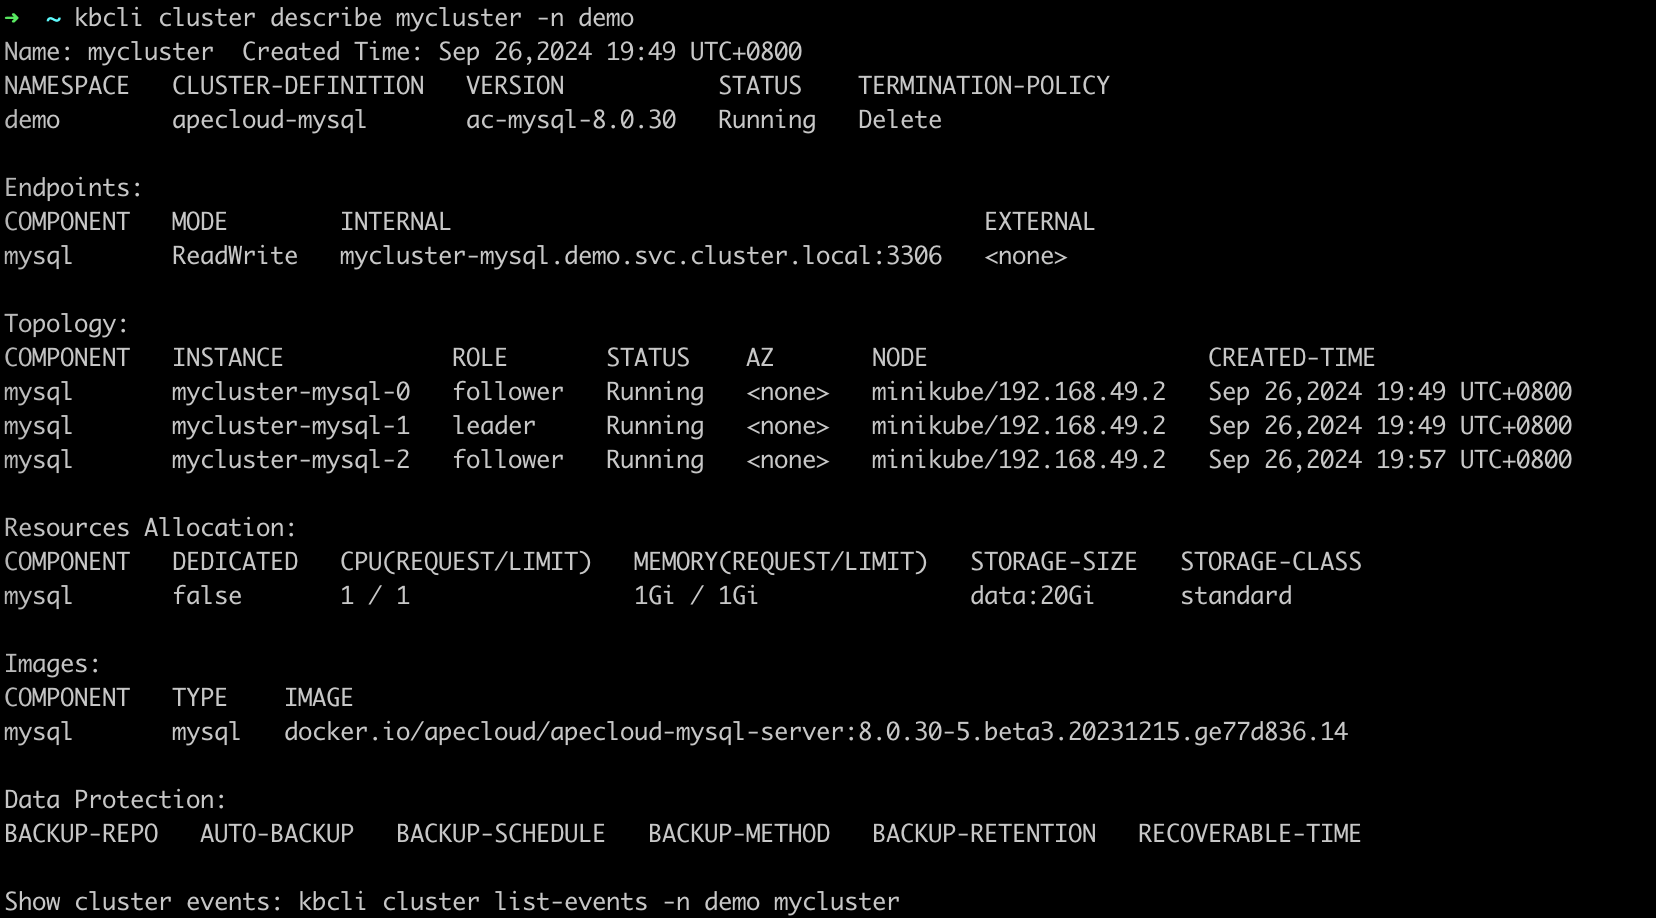 ➜  ~ kbcli cluster describe mycluster -n demo
Name: mycluster  Created Time: Sep 26,2024 19:49 UTC+0800
NAMESPACE   CLUSTER-DEFINITION   VERSION           STATUS    TERMINATION-POLICY
demo        apecloud-mysql       ac-mysql-8.0.30   Running   Delete

Endpoints:
COMPONENT   MODE        INTERNAL                                      EXTERNAL
mysql       ReadWrite   mycluster-mysql.demo.svc.cluster.local:3306   <none>

Topology:
COMPONENT   INSTANCE            ROLE       STATUS    AZ       NODE                    CREATED-TIME
mysql       mycluster-mysql-0   follower   Running   <none>   minikube/192.168.49.2   Sep 26,2024 19:49 UTC+0800
mysql       mycluster-mysql-1   leader     Running   <none>   minikube/192.168.49.2   Sep 26,2024 19:49 UTC+0800
mysql       mycluster-mysql-2   follower   Running   <none>   minikube/192.168.49.2   Sep 26,2024 19:57 UTC+0800

Resources Allocation:
COMPONENT   DEDICATED   CPU(REQUEST/LIMIT)   MEMORY(REQUEST/LIMIT)   STORAGE-SIZE   STORAGE-CLASS
mysql       false       1 / 1                1Gi / 1Gi               data:20Gi      standard

Images:
COMPONENT   TYPE    IMAGE
mysql       mysql   docker.io/apecloud/apecloud-mysql-server:8.0.30-5.beta3.20231215.ge77d836.14

Data Protection:
BACKUP-REPO   AUTO-BACKUP   BACKUP-SCHEDULE   BACKUP-METHOD   BACKUP-RETENTION   RECOVERABLE-TIME

Show cluster events: kbcli cluster list-events -n demo mycluster